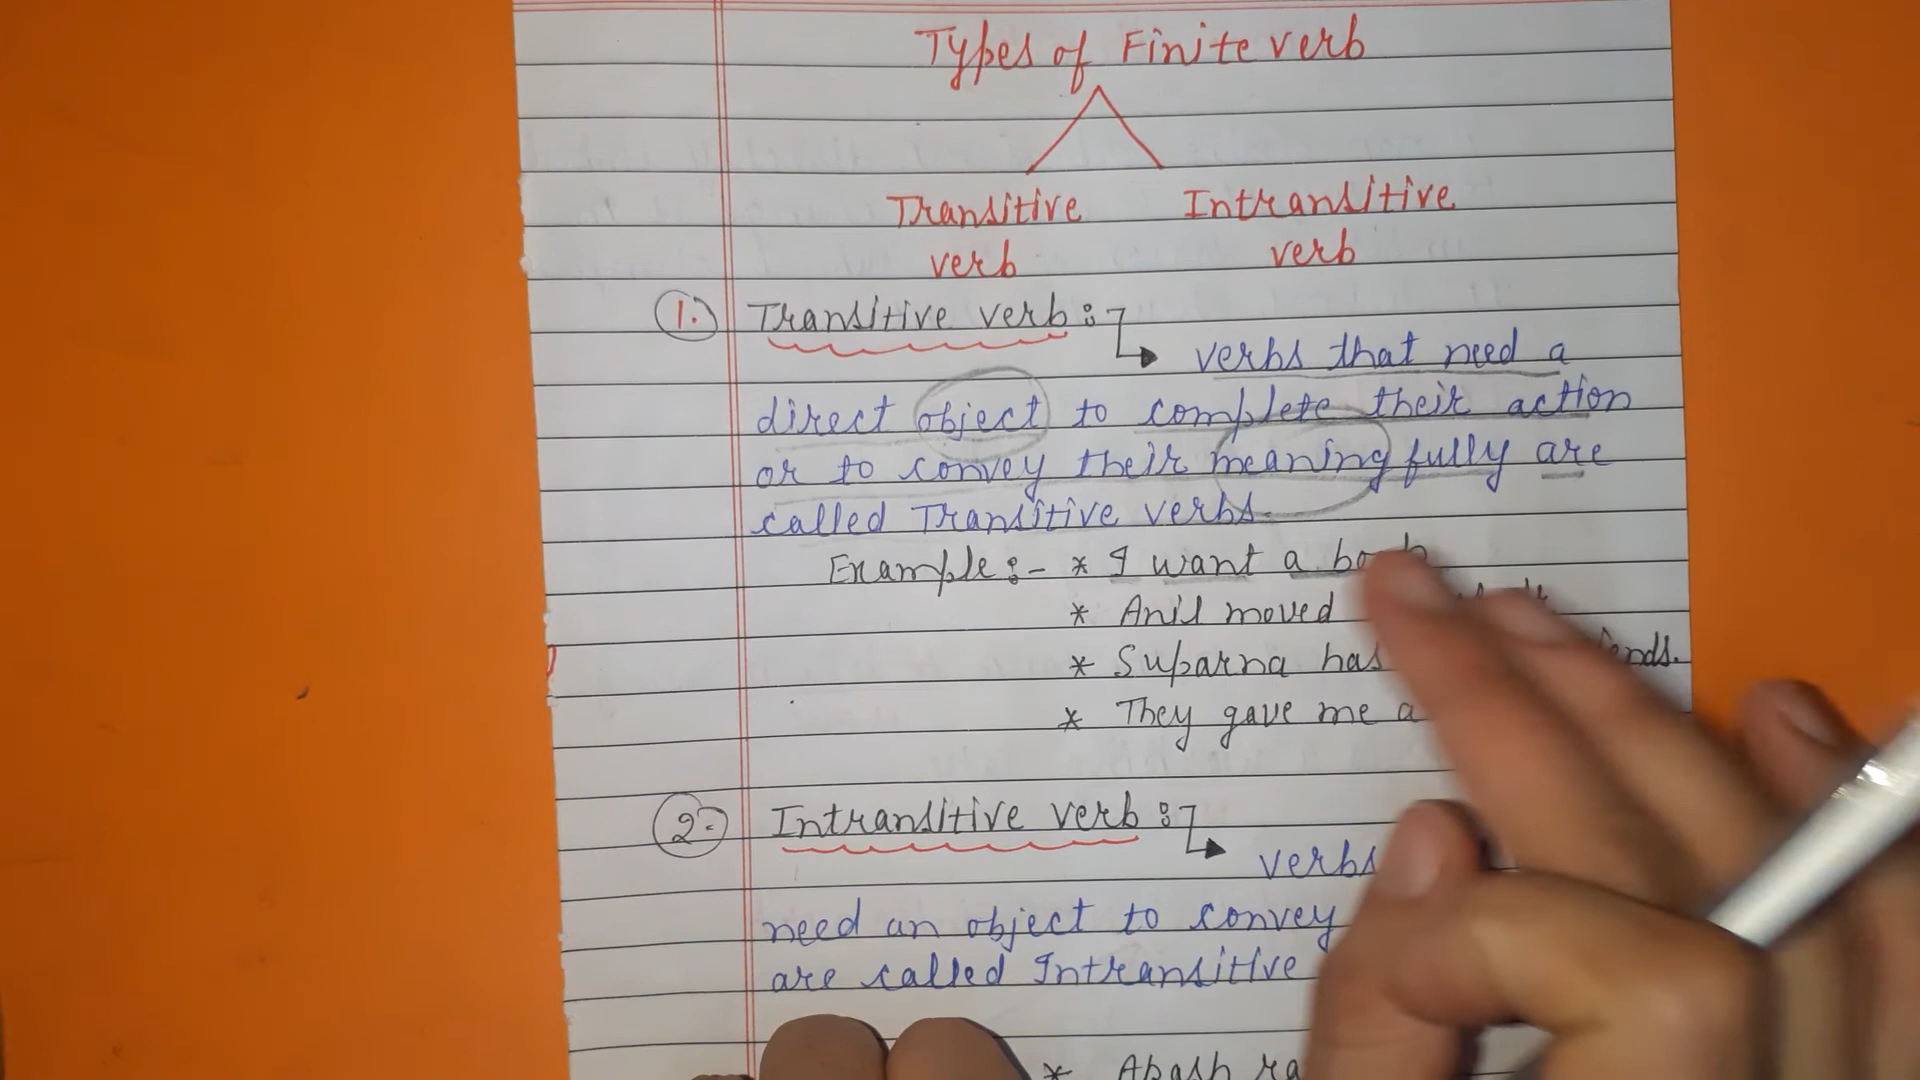 Types of Finite verb
Transitive verb
Intransitive verb
1. Transitive verb :
verbs that need a
direct object to complete their action
or to convey their meaning fully are
called Transitive verbs.
Example :- * I want a
* Anil moved
* Suparna has
* They gave me a
2. Intransitive verb :
verbs
need an object to convey
are called Intransitive
* Abash